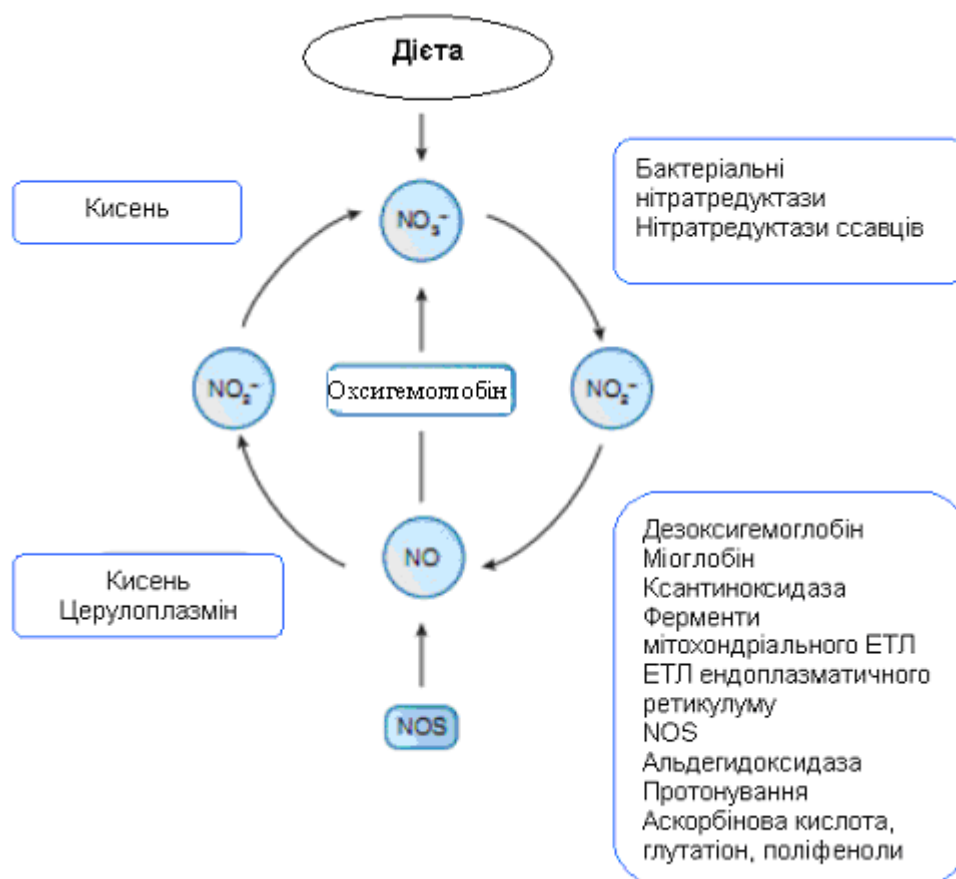 Дієта
Кисень
NO₃⁻
Бактеріальні
нітратредуктази
Нітратредуктази ссавців
NO₂⁻
Охсигемоглобін
NO₂⁻
Кисень
Церулоплазмін
NO
NOS
Дезоксигемоглобін
Міоглобін
Ксантиноксидаза
Ферменти
мітохондріального ЕТЛ
ЕТЛ ендоплазматичного
ретикулуму
NOS
Альдегідоксидаза
Протонування
Аскорбінова кислота,
глутатіон, поліфеноли